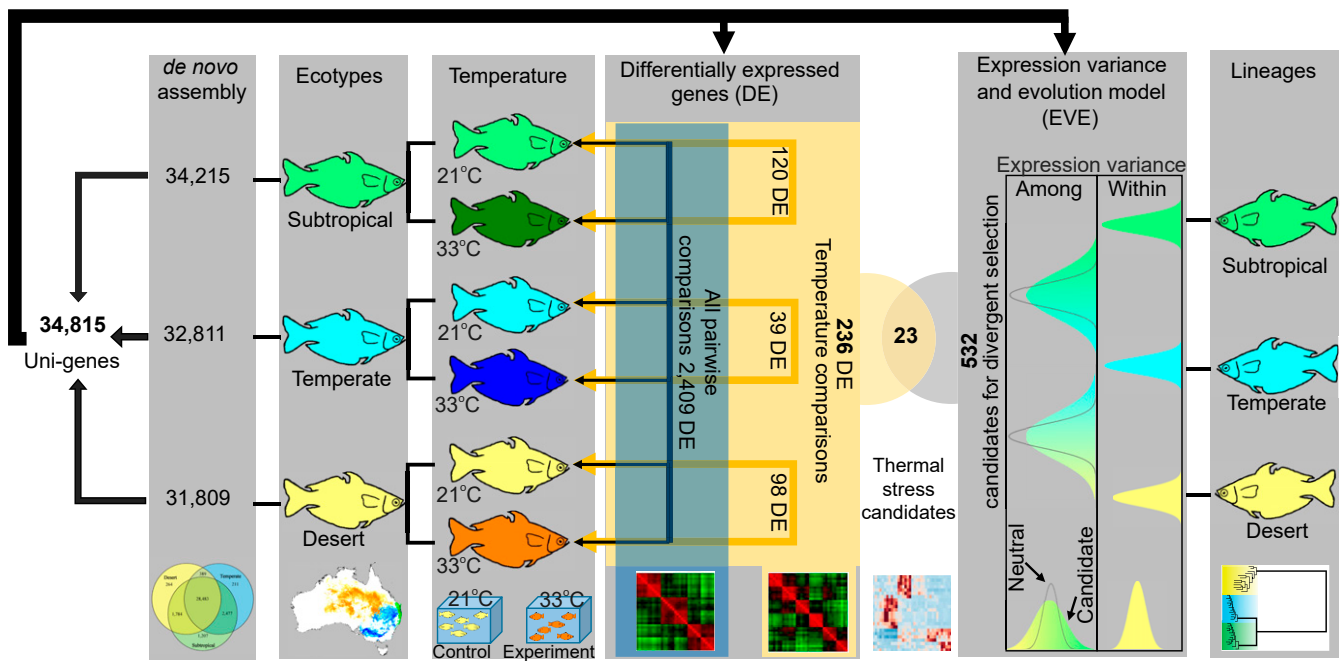 de novo
assembly
Ecotypes
Temperature
Differentially expressed
genes (DE)
Expression variance
and evolution model
(EVE)
Lineages
34,215
32,811
31,809
34,815
Uni-genes
Subtropical
Temperate
Desert
21°C
33°C
21°C
33°C
21°C
33°C
120 DE
39 DE
98 DE
All pairwise
comparisons 2,409 DE
236 DE
Temperature comparisons
23
Thermal
stress
candidates
532
candidates for divergent selection
Expression variance
Among
Within
Neutral
Candidate
Subtropical
Temperate
Desert
Desert
Temperate
Subtropical
21°C
33°C
Control
Experiment